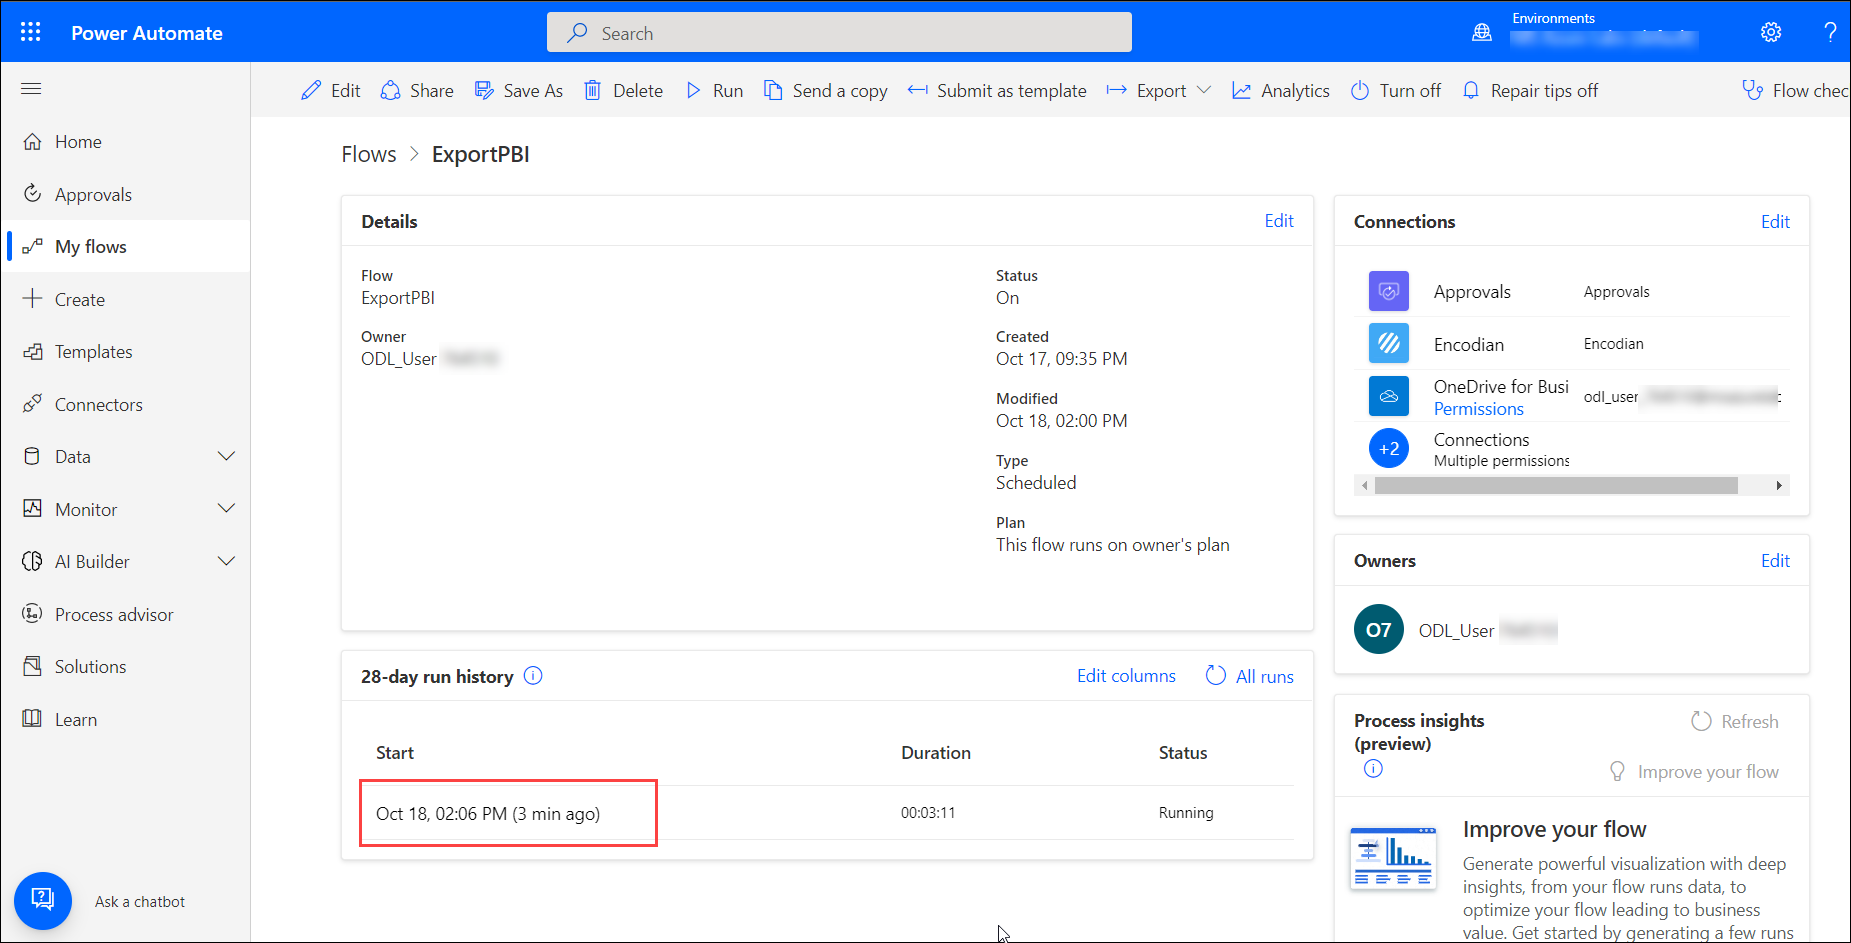 Power Automate
Search
Environments
Edit
Share
Save As
Delete
Run
Send a copy
Submit as template
Export
Analytics
Turn off
Repair tips off
Flow chec
Home
Approvals
My flows
Create
Templates
Connectors
Data
Monitor
AI Builder
Process advisor
Solutions
Learn
Ask a chatbot
Flows > ExportPBI
Details
Edit
Flow
ExportPBI
Owner
ODL_User
Status
On
Created
Oct 17, 09:35 PM
Modified
Oct 18, 02:00 PM
Type
Scheduled
Plan
This flow runs on owner's plan
28-day run history
Edit columns
All runs
Start Duration Status
Oct 18, 02:06 PM (3 min ago) 00:03:11 Running
Connections
Edit
Approvals Approvals
Encodian Encodian
OneDrive for Busi odl_user
Permissions
+2
Connections
Multiple permissions
Owners
Edit
O7
ODL_User
Process insights
(preview)
Refresh
Improve your flow
Improve your flow
Generate powerful visualization with deep
insights, from your flow runs data, to
optimize your flow leading to business
value. Get started by generating a few runs